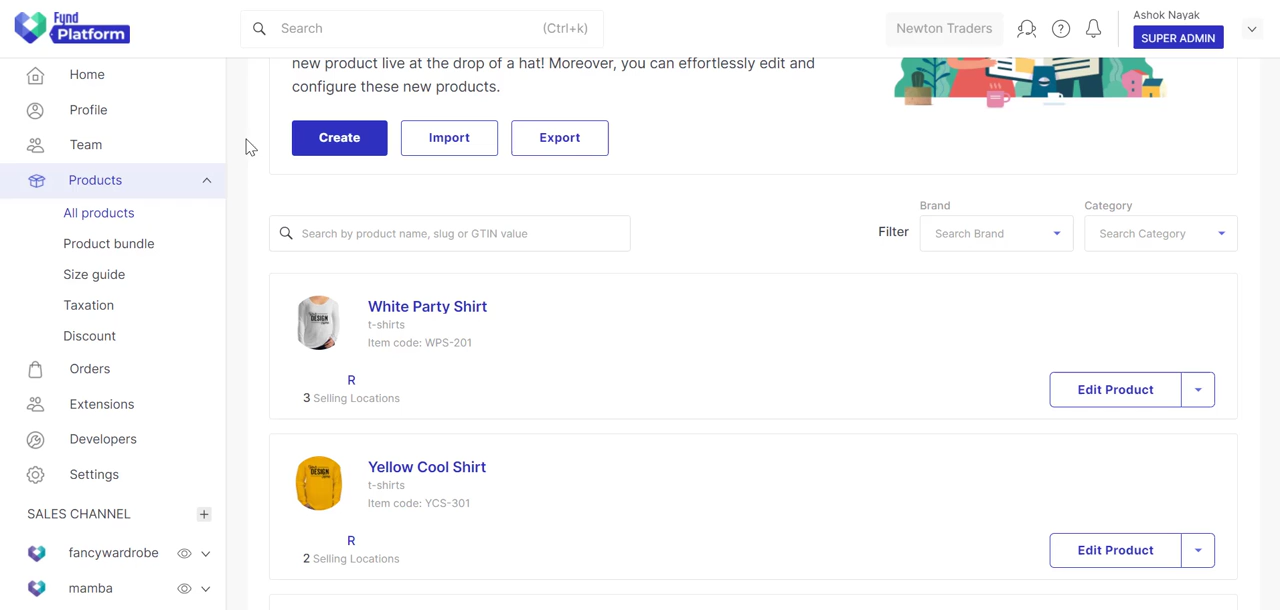 Fynd
Platform
Search
(Ctrl+k)
Newton Traders
Ashok Nayak
SUPER ADMIN
Home
Profile
Team
Products
All products
Product bundle
Size guide
Taxation
Discount
Orders
Extensions
Developers
Settings
SALES CHANNEL
fancywardrobe
mamba
new product live at the drop of a hat! Moreover, you can effortlessly edit and
configure these new products.
Create
Import
Export
Search by product name, slug or GTIN value
Filter
Brand
Search Brand
Category
Search Category
DESIGN
White Party Shirt
t-shirts
Item code: WPS-201
R
3 Selling Locations
Edit Product
DESIGN
Yellow Cool Shirt
t-shirts
Item code: YCS-301
R
2 Selling Locations
Edit Product